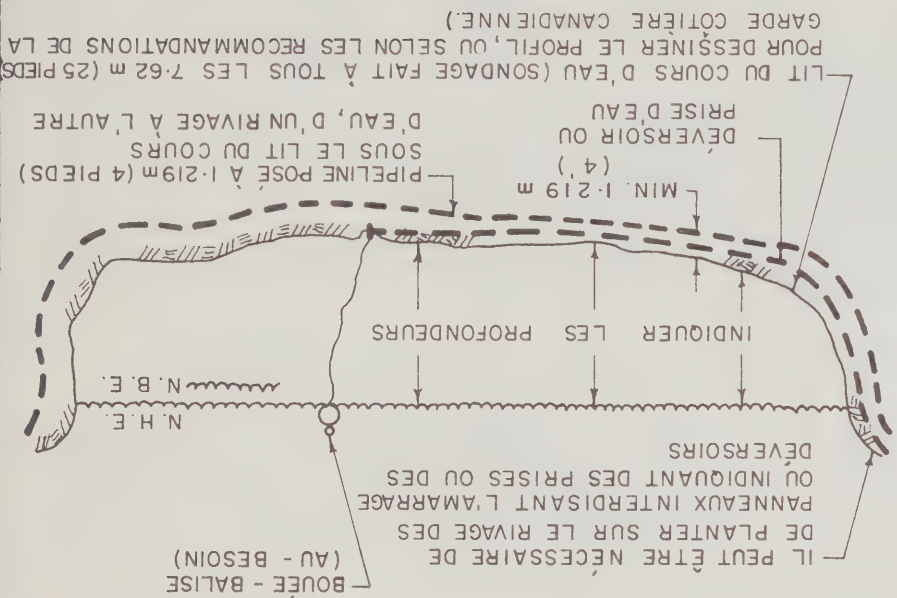 BOUÉE - BALISE
(AU - BESOIN)
IL PEUT ÊTRE NÉCESSAIRE DE
DE PLANTER SUR LE RIVAGE DES
PANNEAUX INTERDISANT L'AMARRAGE
OU INDIQUANT DES PRISES OU DES
DÉVERSOIRS
N.H.E.
N.B.E.
INDIQUER LES PROFONDEURS
MIN. 1·219 m
(4')
DÉVERSOIR OU
PRISE D'EAU
PIPELINE À POSÉ À 1·219m (4 PIEDS)
SOUS LE LIT DU COURS
D'EAU, D'UN RIVAGE À L'AUTRE
LIT DU COURS D'EAU (SONDAGE FAIT À TOUS LES 7·62 m (25 PIEDS)
POUR DESSINER LE PROFIL, OU SELON LES RECOMMANDATIONS DE LA
GARDE CÔTIÈRE CANADIENNE.)